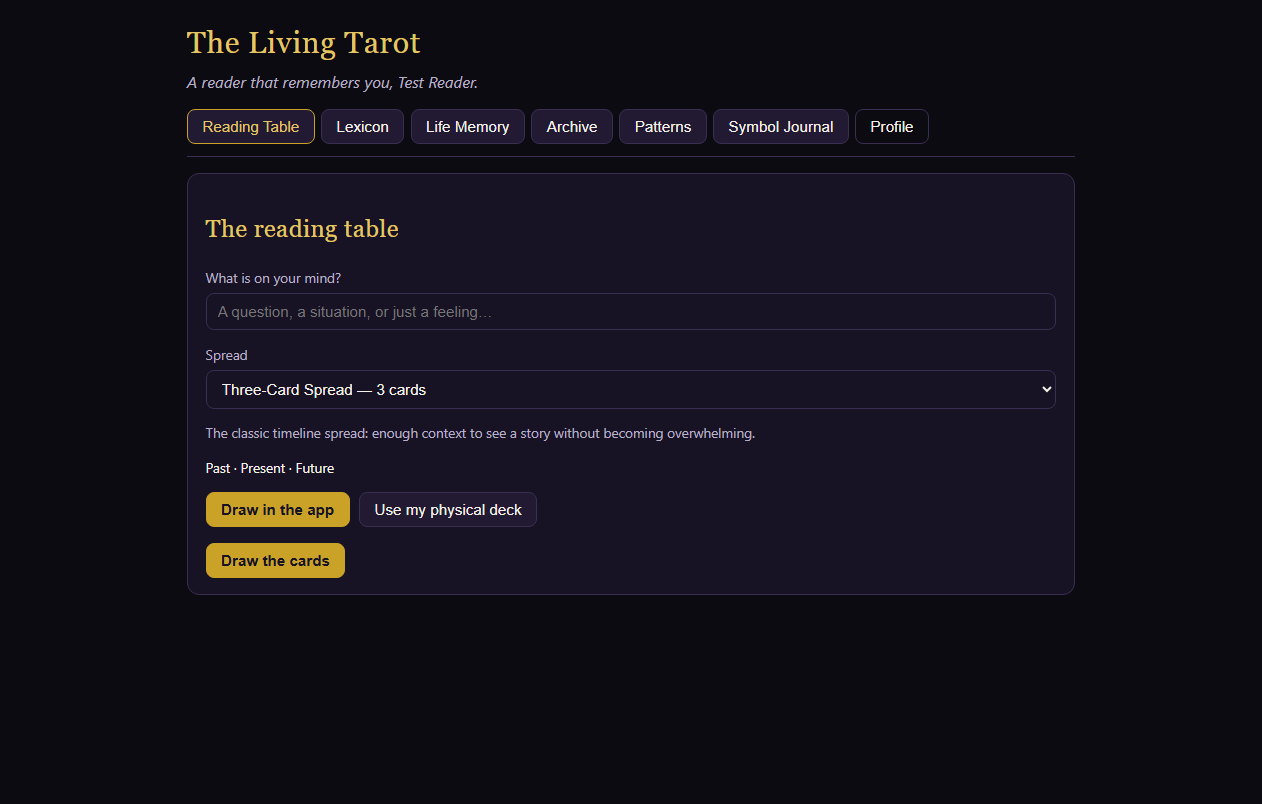 The Living Tarot
A reader that remembers you, Test Reader.
Reading Table Lexicon Life Memory Archive Patterns Symbol Journal Profile
The reading table
What is on your mind?
A question, a situation, or just a feeling…
Spread
Three-Card Spread — 3 cards
The classic timeline spread: enough context to see a story without becoming overwhelming.
Past · Present · Future
Draw in the app Use my physical deck
Draw the cards